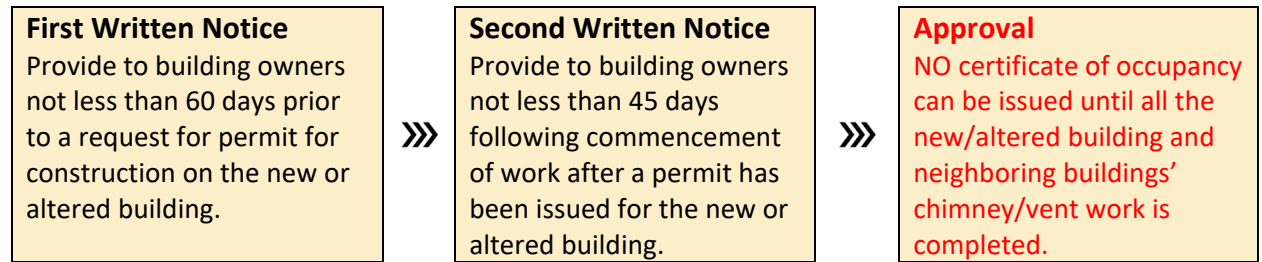 First Written Notice
Provide to building owners
not less than 60 days prior
to a request for permit for
construction on the new or
altered building.
Second Written Notice
Provide to building owners
not less than 45 days
following commencement
of work after a permit has
been issued for the new or
altered building.
Approval
NO certificate of occupancy
can be issued until all the
new/altered building and
neighboring buildings’
chimney/vent work is
completed.